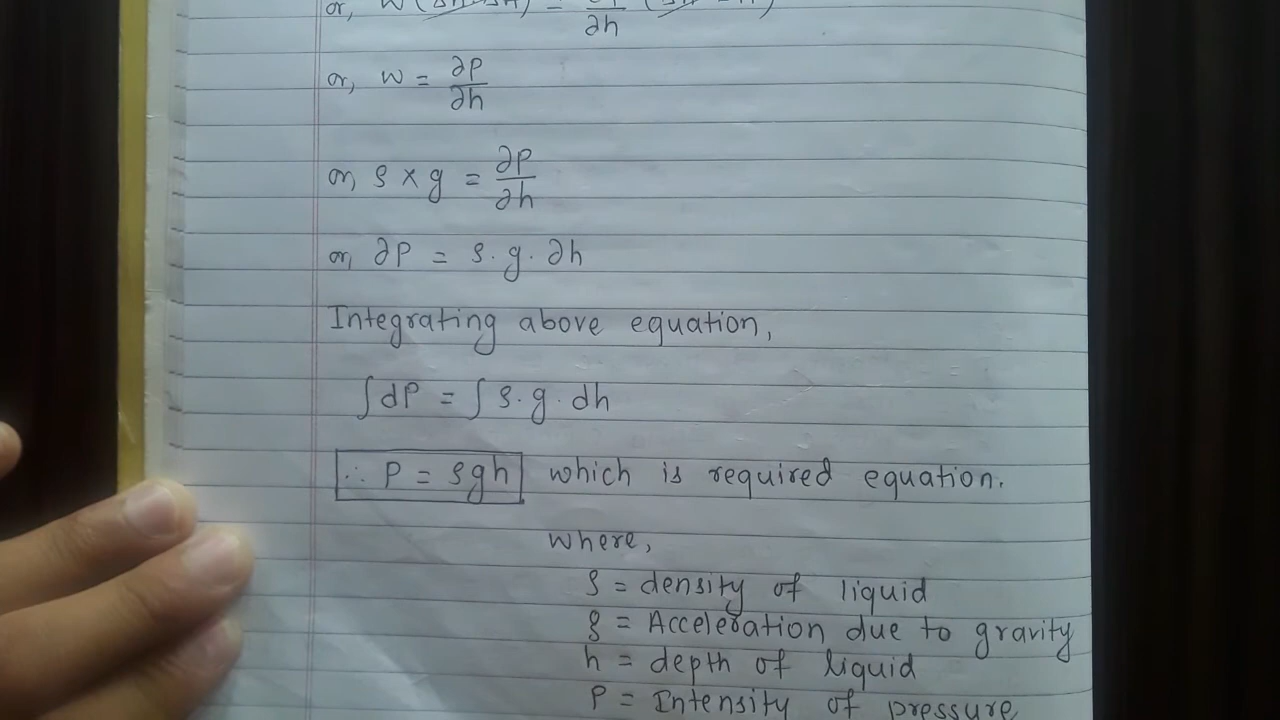 or, w
∂h
or, w = ∂P/∂h
or, ρ × g = ∂P/∂h
or, ∂P = ρ. g. ∂h
Integrating above equation,
∫dP = ∫ρ. g. dh
∴ P = ρgh which is required equation.
Where,
ρ = density of liquid
g = Acceleration due to gravity
h = depth of liquid
P = Intensity of pressure